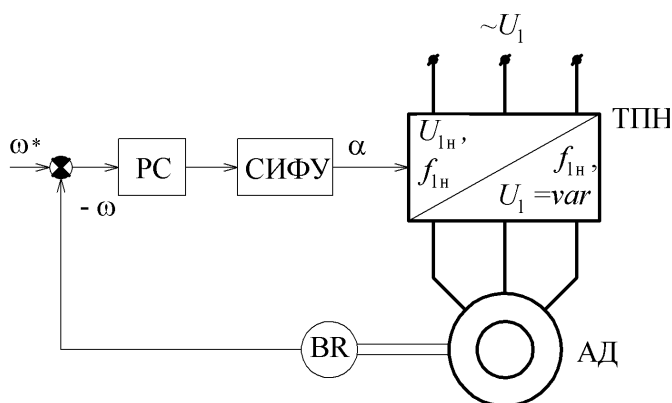 ~U₁
ТПН
ω*
U₁н,
f₁н
РС
СИФУ
α
f₁н,
U₁ =var
- ω
BR
АД